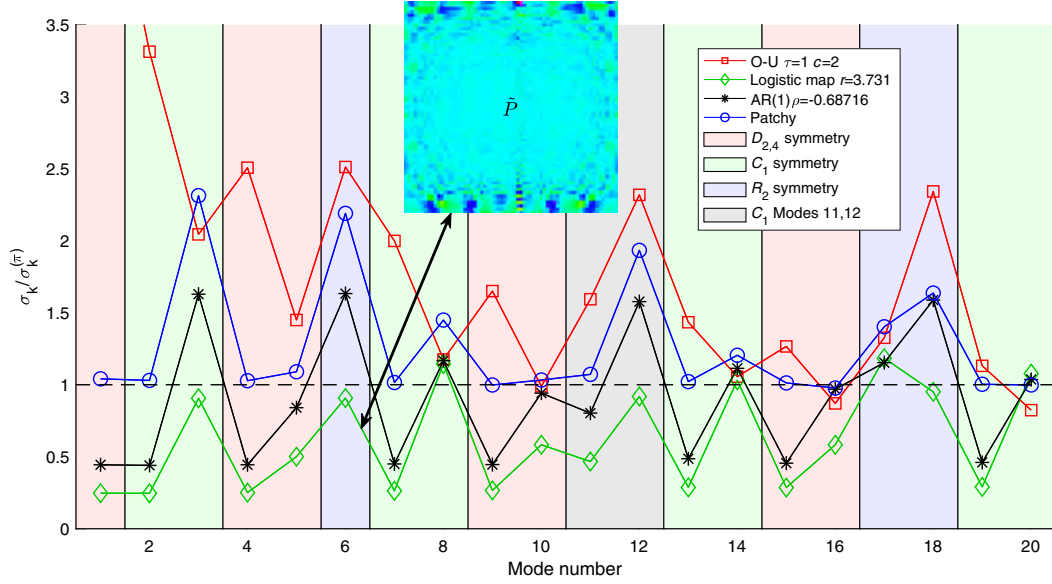 3.5
3
2.5
2
1.5
1
0.5
0
σk/σk(π)
P̃
O-U τ=1 c=2
Logistic map r=3.731
AR(1) ρ=-0.68716
Patchy
D2,4 symmetry
C1 symmetry
R2 symmetry
C1 Modes 11,12
2 4 6 8 10 12 14 16 18 20
Mode number